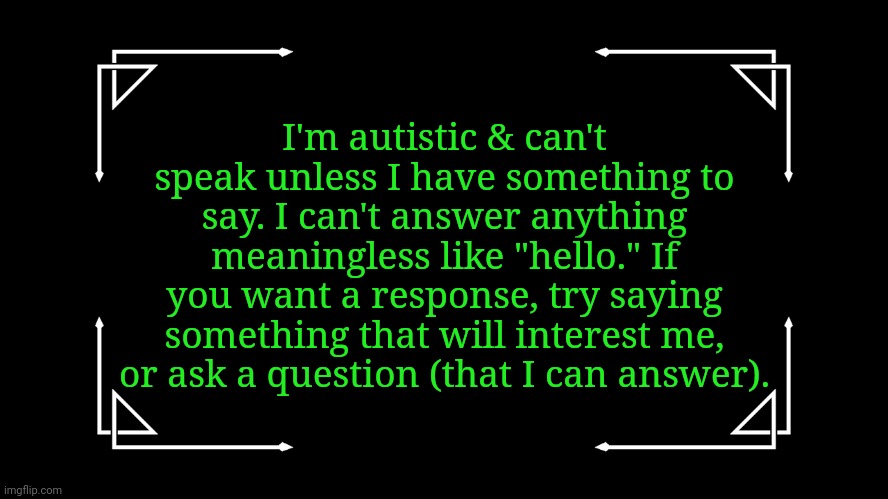 I'm autistic & can't
speak unless I have something to
say. I can't answer anything
meaningless like "hello." If
you want a response, try saying
something that will interest me,
or ask a question (that I can answer).
imgflip.com